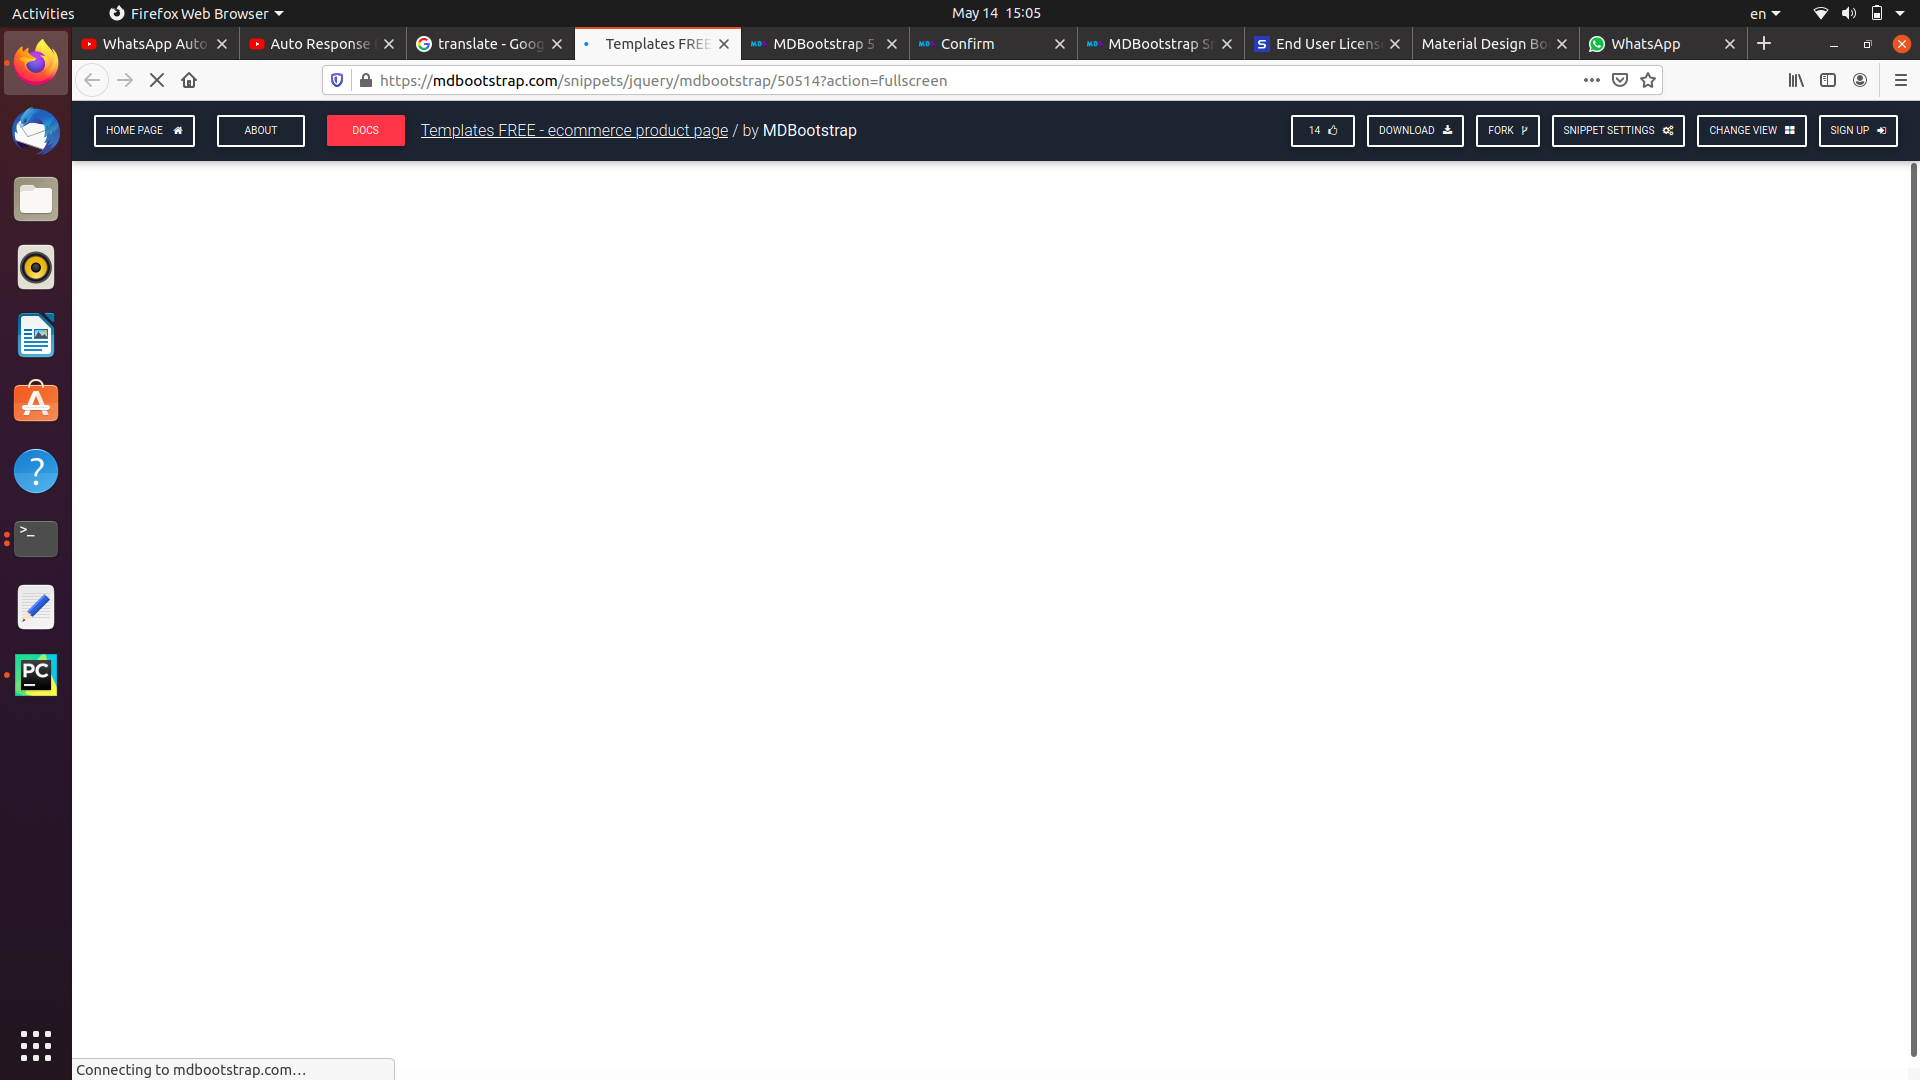 Activities
Firefox Web Browser
May 14 15:05
en
WhatsApp Auto
Auto Response
translate - Goog
Templates FREE
MDBootstrap 5
Confirm
MDBootstrap Sn
End User Licens
Material Design Bo
WhatsApp
https://mdbootstrap.com/snippets/jquery/mdbootstrap/50514?action=fullscreen
HOME PAGE
ABOUT
DOCS
Templates FREE - ecommerce product page / by MDBootstrap
14
DOWNLOAD
FORK
SNIPPET SETTINGS
CHANGE VIEW
SIGN UP
>_
PC
Connecting to mdbootstrap.com…